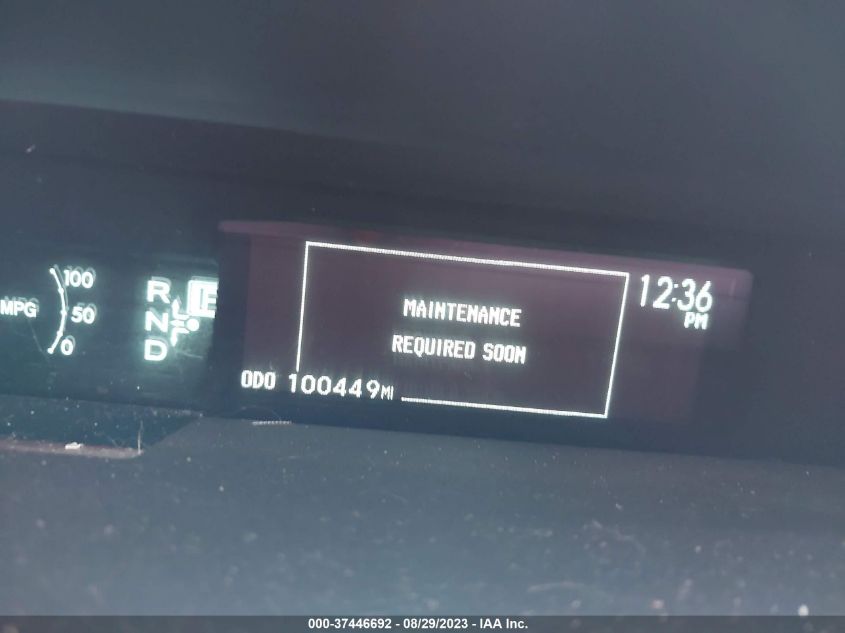 100
MPG
50
0
R
N
D
MAINTENANCE
REQUIRED SOON
12:36
PM
ODO 100449MI
000-37446692 - 08/29/2023 - IAA Inc.